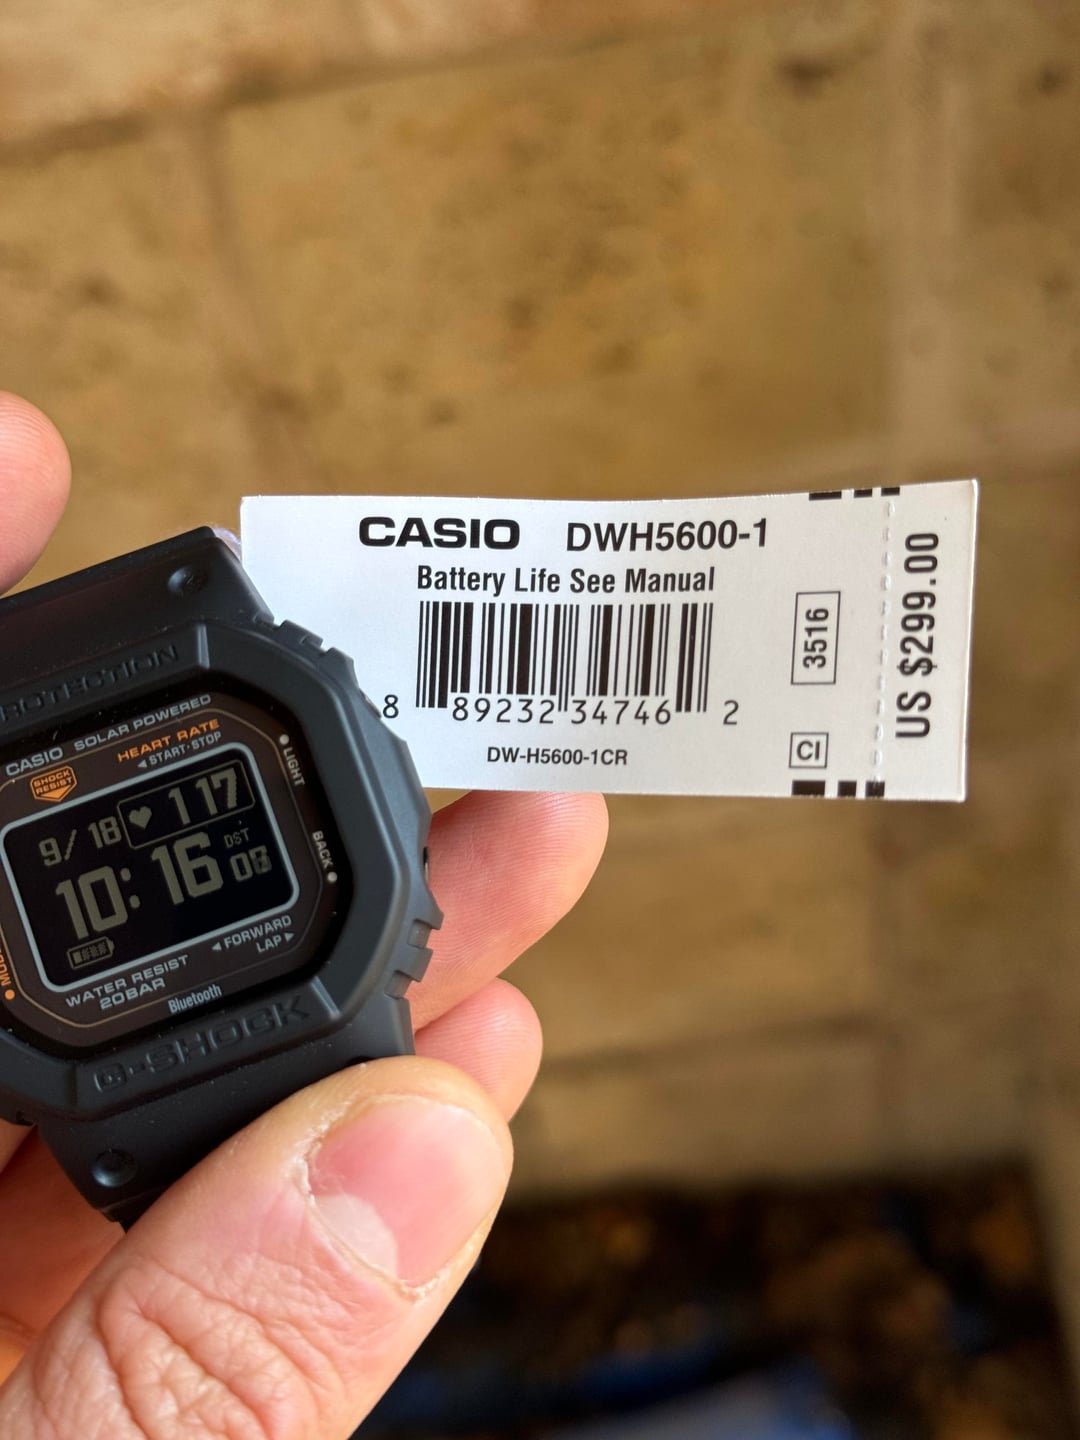 CASIO DWH5600-1
Battery Life See Manual
8 89232 34746 2
DW-H5600-1CR
3516
CI
US $299.00
CASIO SOLAR POWERED
SHOCK RESIST
HEART RATE
◀START·STOP
LIGHT
9/18 ♥ 117
DST
10:16 08
BACK
◀FORWARD
LAP▶
WATER RESIST
20BAR
Bluetooth
G-SHOCK